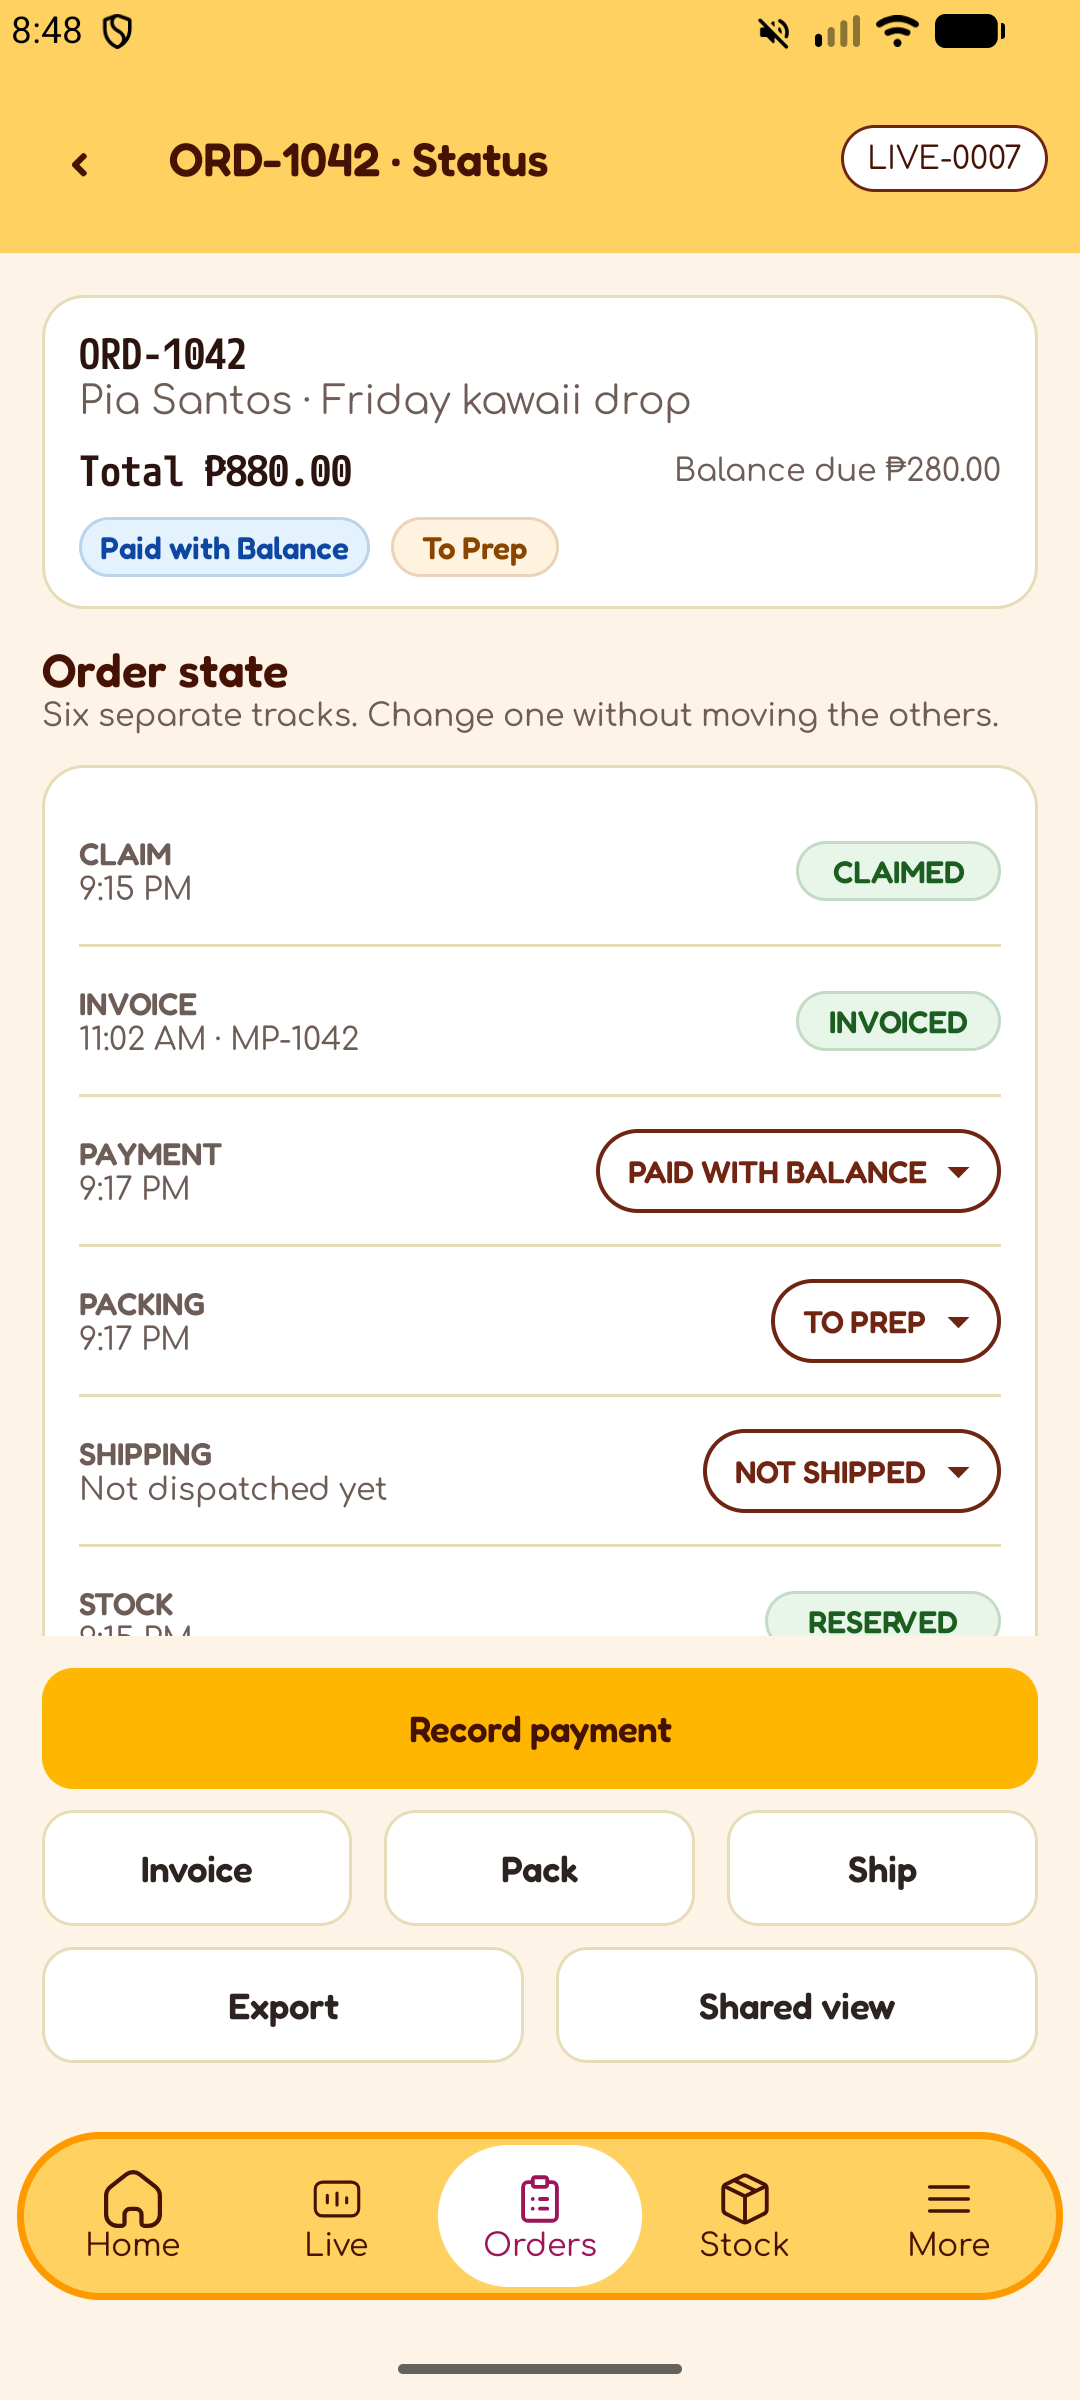 8:48
ORD-1042 · Status
LIVE-0007
ORD-1042
Pia Santos · Friday kawaii drop
Total ₱880.00
Balance due ₱280.00
Paid with Balance
To Prep
Order state
Six separate tracks. Change one without moving the others.
CLAIM
9:15 PM
CLAIMED
INVOICE
11:02 AM · MP-1042
INVOICED
PAYMENT
9:17 PM
PAID WITH BALANCE
PACKING
9:17 PM
TO PREP
SHIPPING
Not dispatched yet
NOT SHIPPED
STOCK
9:15 PM
RESERVED
Record payment
Invoice
Pack
Ship
Export
Shared view
Home
Live
Orders
Stock
More